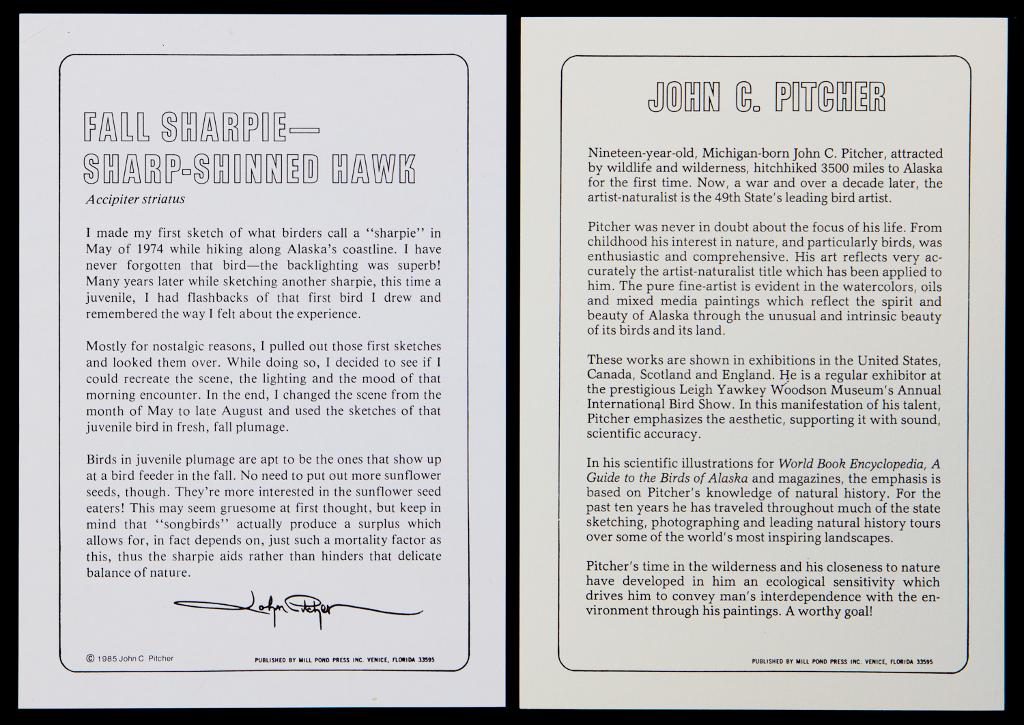 FALL SHARPIE—
SHARP-SHINNED HAWK
Accipiter striatus
I made my first sketch of what birders call a "sharpie" in
May of 1974 while hiking along Alaska's coastline. I have
never forgotten that bird—the backlighting was superb!
Many years later while sketching another sharpie, this time a
juvenile, I had flashbacks of that first bird I drew and
remembered the way I felt about the experience.
Mostly for nostalgic reasons, I pulled out those first sketches
and looked them over. While doing so, I decided to see if I
could recreate the scene, the lighting and the mood of that
morning encounter. In the end, I changed the scene from the
month of May to late August and used the sketches of that
juvenile bird in fresh, fall plumage.
Birds in juvenile plumage are apt to be the ones that show up
at a bird feeder in the fall. No need to put out more sunflower
seeds, though. They're more interested in the sunflower seed
eaters! This may seem gruesome at first thought, but keep in
mind that "songbirds" actually produce a surplus which
allows for, in fact depends on, just such a mortality factor as
this, thus the sharpie aids rather than hinders that delicate
balance of nature.
John Pitcher
© 1985 John C. Pitcher
PUBLISHED BY MILL POND PRESS INC. VENICE, FLORIDA 33595
JOHN C. PITCHER
Nineteen-year-old, Michigan-born John C. Pitcher, attracted
by wildlife and wilderness, hitchhiked 3500 miles to Alaska
for the first time. Now, a war and over a decade later, the
artist-naturalist is the 49th State's leading bird artist.
Pitcher was never in doubt about the focus of his life. From
childhood his interest in nature, and particularly birds, was
enthusiastic and comprehensive. His art reflects very ac-
curately the artist-naturalist title which has been applied to
him. The pure fine-artist is evident in the watercolors, oils
and mixed media paintings which reflect the spirit and
beauty of Alaska through the unusual and intrinsic beauty
of its birds and its land.
These works are shown in exhibitions in the United States,
Canada, Scotland and England. He is a regular exhibitor at
the prestigious Leigh Yawkey Woodson Museum's Annual
International Bird Show. In this manifestation of his talent,
Pitcher emphasizes the aesthetic, supporting it with sound,
scientific accuracy.
In his scientific illustrations for World Book Encyclopedia, A
Guide to the Birds of Alaska and magazines, the emphasis is
based on Pitcher's knowledge of natural history. For the
past ten years he has traveled throughout much of the state
sketching, photographing and leading natural history tours
over some of the world's most inspiring landscapes.
Pitcher's time in the wilderness and his closeness to nature
have developed in him an ecological sensitivity which
drives him to convey man's interdependence with the en-
vironment through his paintings. A worthy goal!
PUBLISHED BY MILL POND PRESS INC. VENICE, FLORIDA 33595